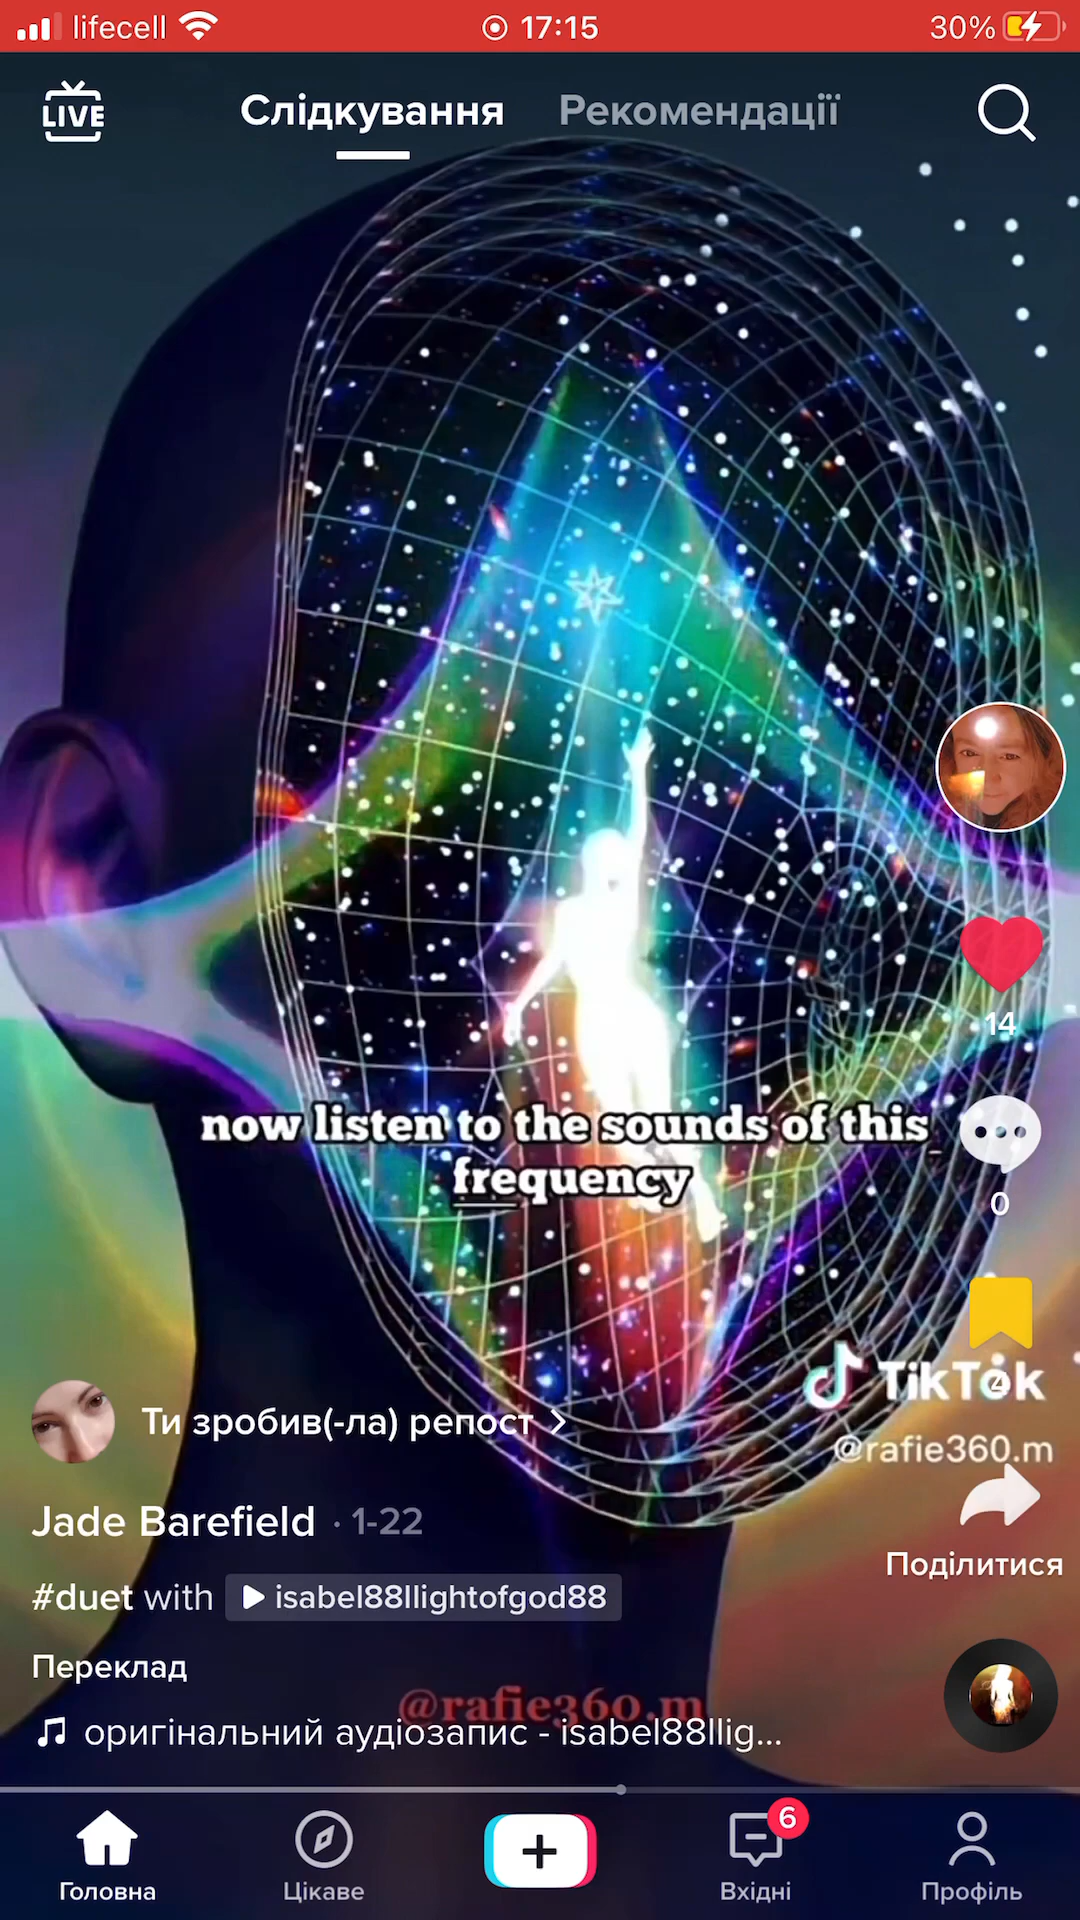 lifecell 17:15 30%
LIVE Слідкування Рекомендації
14
now listen to the sounds of this
frequency
0
4
TikTok
@rafie360.m
Ти зробив(-ла) репост >
Jade Barefield · 1-22
Поділитися
#duet with isabel88llightofgod88
Переклад
@rafie360.m
оригінальний аудіозапис - isabel88llig...
6
Головна Цікаве Вхідні Профіль